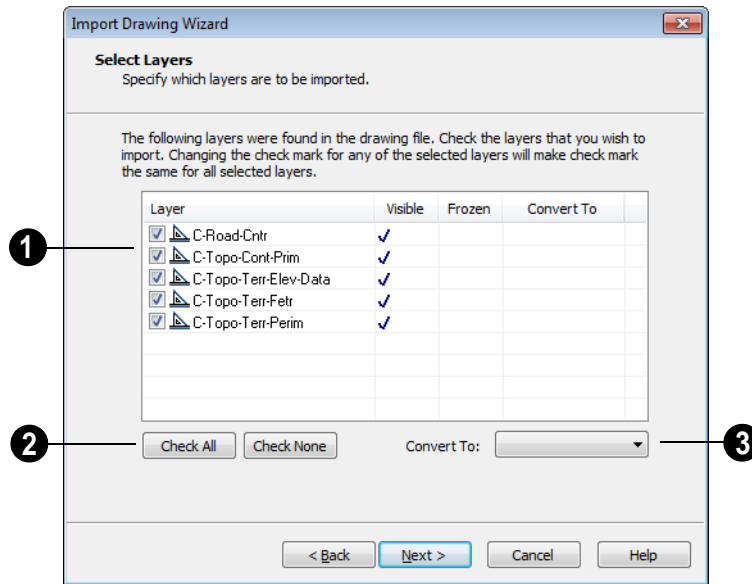 Import Drawing Wizard
Select Layers
Specify which layers are to be imported.
The following layers were found in the drawing file. Check the layers that you wish to
import. Changing the check mark for any of the selected layers will make check mark
the same for all selected layers.
Layer Visible Frozen Convert To
C-Road-Cntr
C-Topo-Cont-Prim
C-Topo-Terr-Elev-Data
C-Topo-Terr-Fetr
C-Topo-Terr-Perim
1
2
Check All Check None Convert To:
3
< Back Next > Cancel Help